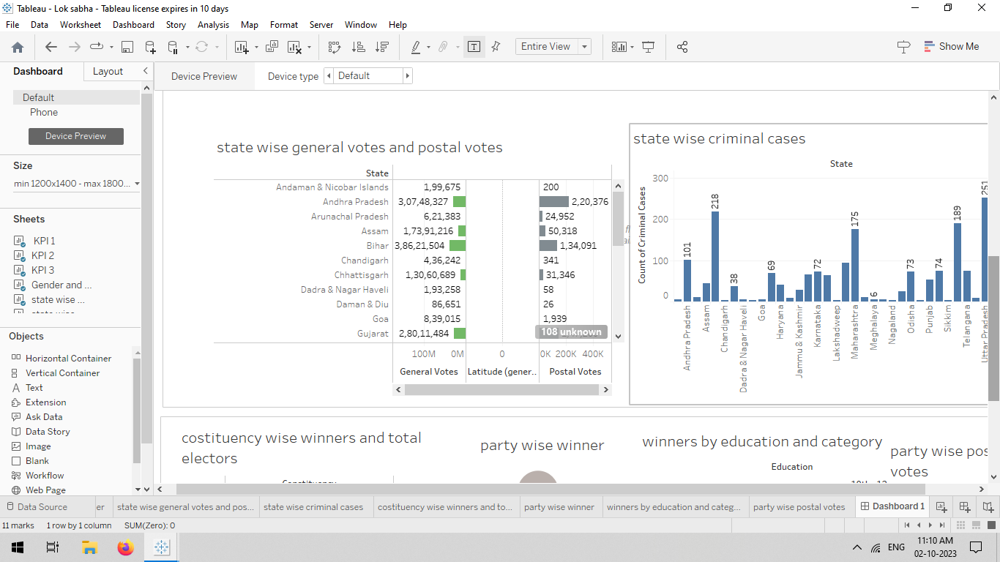 Tableau - Lok sabha - Tableau license expires in 10 days
File Data Worksheet Dashboard Story Analysis Map Format Server Window Help
Entire View
Show Me
Dashboard Layout
Device Preview Device type Default
Default
Phone
Device Preview
Size
min 1200x1400 - max 1800...
Sheets
KPI 1
KPI 2
KPI 3
Gender and ...
state wise ...
Objects
Horizontal Container
Vertical Container
Text
Extension
Ask Data
Data Story
Image
Blank
Workflow
Web Page
state wise general votes and postal votes
State
Andaman & Nicobar Islands 1,99,675 200
Andhra Pradesh 3,07,48,327 2,20,376
Arunachal Pradesh 6,21,383 24,952
Assam 1,73,91,216 50,318
Bihar 3,86,21,504 1,34,091
Chandigarh 4,36,242 341
Chhattisgarh 1,30,60,689 31,346
Dadra & Nagar Haveli 1,93,258 58
Daman & Diu 86,651 26
Goa 8,39,015 1,939
Gujarat 2,80,11,484
108 unknown
100M 0M 0 0K 200K 400K
General Votes Latitude (gener.. Postal Votes
state wise criminal cases
State
Count of Criminal Cases
300
200
100
0
101 218 38 69 72 175 6 73 74 189 251
Andhra Pradesh
Assam
Chandigarh
Dadra & Nagar Haveli
Goa
Haryana
Jammu & Kashmir
Karnataka
Lakshadweep
Maharashtra
Meghalaya
Nagaland
Odisha
Punjab
Sikkim
Telangana
Uttar Pradesh
costituency wise winners and total
electors
party wise winner
winners by education and category
Education
party wise pos
votes
Data Source er state wise general votes and pos... state wise criminal cases costituency wise winners and to... party wise winner winners by education and categ... party wise postal votes Dashboard 1
11 marks 1 row by 1 column SUM(Zero): 0
ENG
11:10 AM
02-10-2023